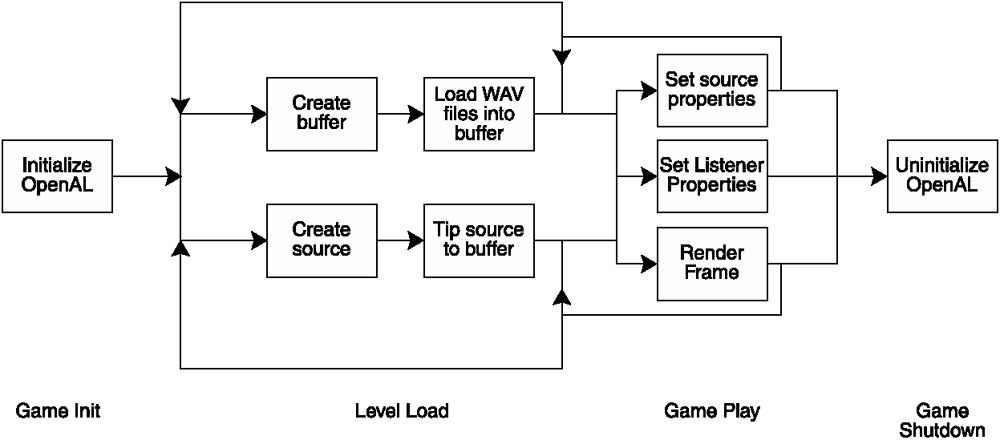 Initialize
OpenAL
Create
buffer
Load WAV
files into
buffer
Create
source
Tip source
to buffer
Set source
properties
Set Listener
Properties
Render
Frame
Uninitialize
OpenAL
Game Init
Level Load
Game Play
Game
Shutdown